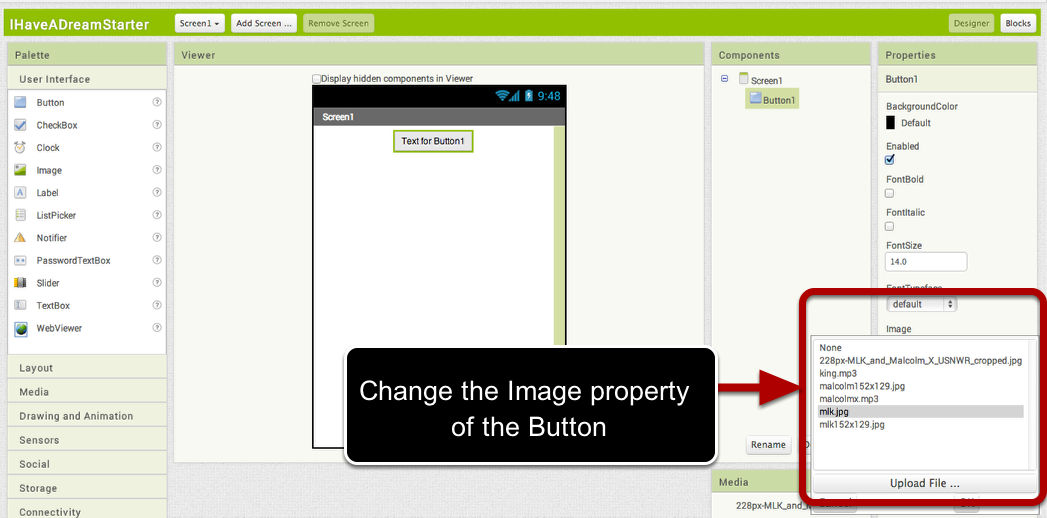 IHaveADreamStarter
Screen1
Add Screen ...
Remove Screen
Designer
Blocks
Palette
User Interface
Button
CheckBox
Clock
Image
Label
ListPicker
Notifier
PasswordTextBox
Slider
TextBox
WebViewer
Layout
Media
Drawing and Animation
Sensors
Social
Storage
Connectivity
Viewer
Display hidden components in Viewer
9:48
Screen1
Text for Button1
Change the Image property
of the Button
Components
Screen1
Button1
Rename
Media
228px-MLK_and_
Properties
Button1
BackgroundColor
Default
Enabled
FontBold
FontItalic
FontSize
14.0
FontTypeface
default
Image
None
228px-MLK_and_Malcolm_X_USNWR_cropped.jpg
king.mp3
malcolm152x129.jpg
malcolmx.mp3
mlk.jpg
mlk152x129.jpg
Upload File ...